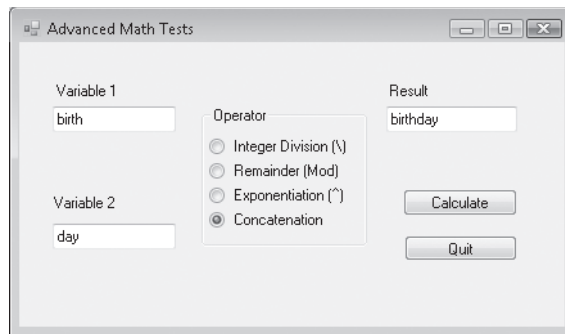 Advanced Math Tests
Variable 1
birth
Variable 2
day
Operator
Integer Division (\)
Remainder (Mod)
Exponentiation (^)
Concatenation
Result
birthday
Calculate
Quit